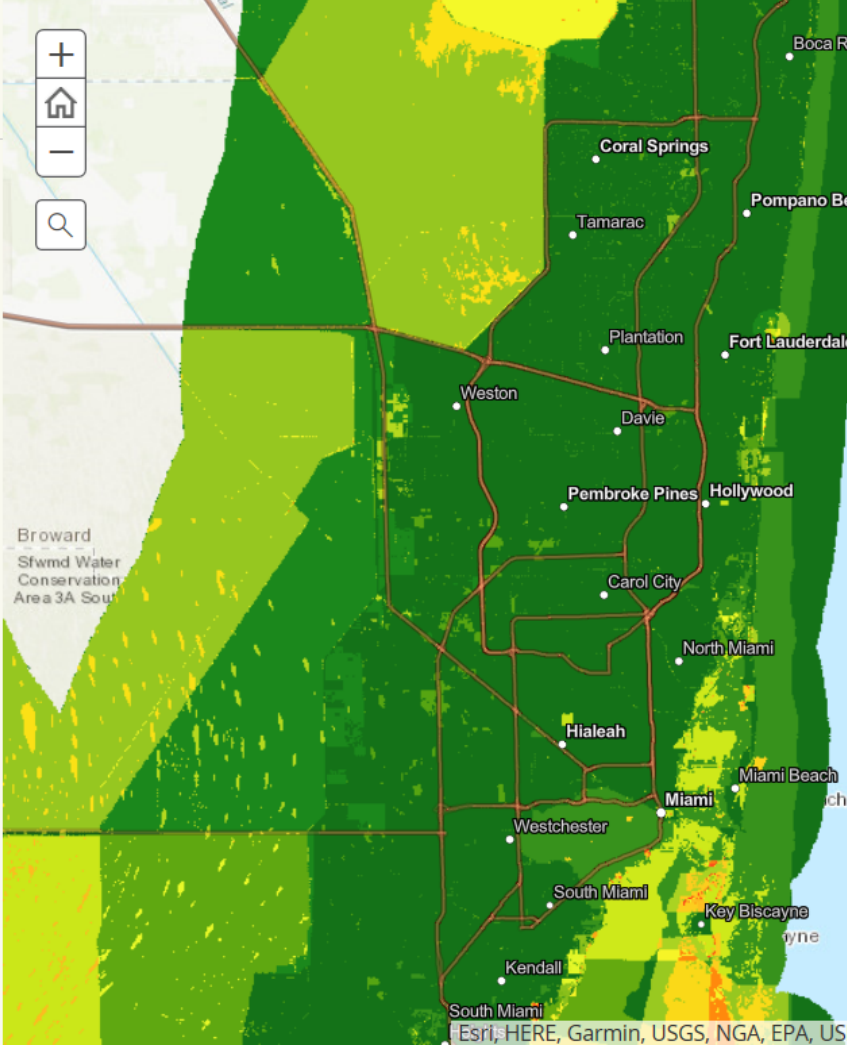 Boca R
Coral Springs
Pompano Be
Tamarac
Plantation
Fort Lauderdal
Weston
Davie
Pembroke Pines
Hollywood
Broward
Sfwmd Water
Conservation
Area 3A Sou
Carol City
North Miami
Hialeah
Miami Beach
ch
Miami
Westchester
South Miami
Key Biscayne
yne
Kendall
South Miami
Esri, HERE, Garmin, USGS, NGA, EPA, US